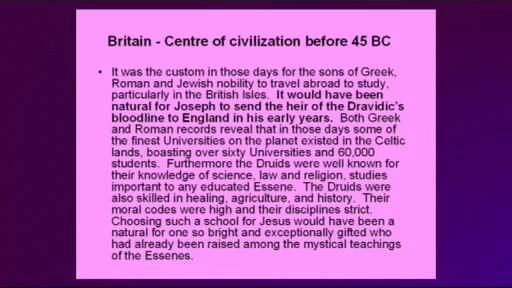 Britain - Centre of civilization before 45 BC
• It was the custom in those days for the sons of Greek,
Roman and Jewish nobility to travel abroad to study,
particularly in the British Isles. It would have been
natural for Joseph to send the heir of the Dravidic's
bloodline to England in his early years. Both Greek
and Roman records reveal that in those days some of
the finest Universities on the planet existed in the Celtic
lands, boasting over sixty Universities and 60,000
students. Furthermore the Druids were well known for
their knowledge of science, law and religion, studies
important to any educated Essene. The Druids were
also skilled in healing, agriculture, and history. Their
moral codes were high and their disciplines strict.
Choosing such a school for Jesus would have been a
natural for one so bright and exceptionally gifted who
had already been raised among the mystical teachings
of the Essenes.